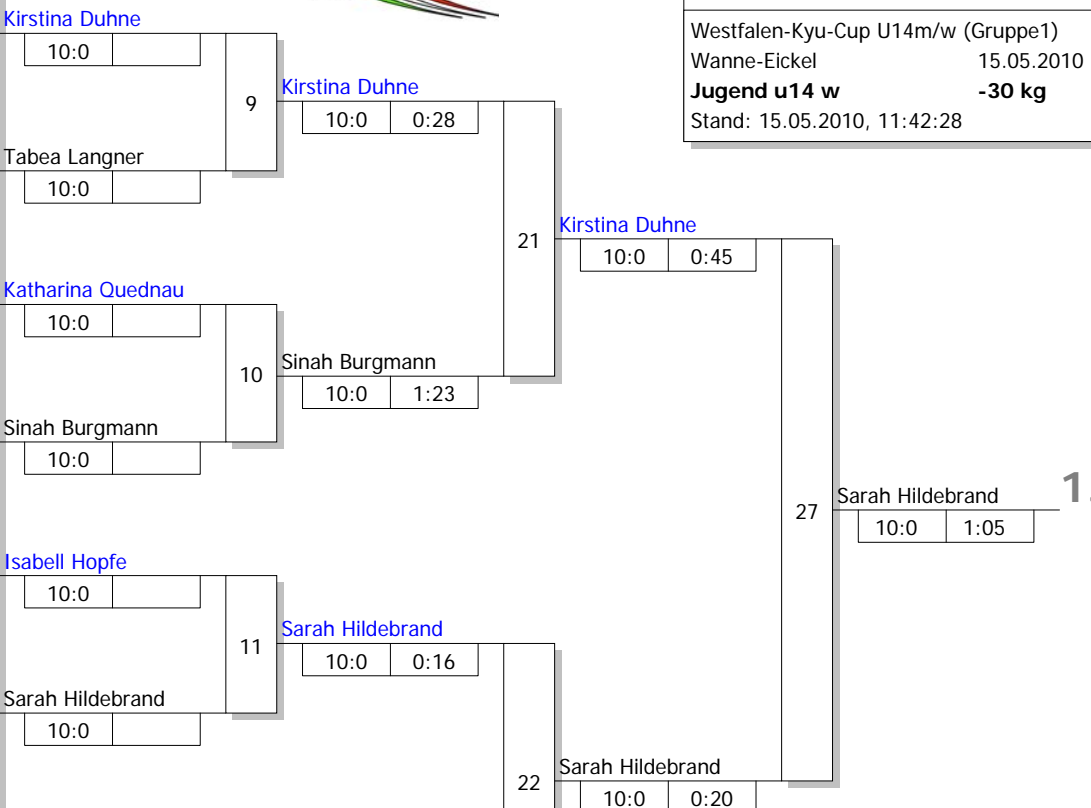 Westfalen-Kyu-Cup U14m/w (Gruppe1)
Wanne-Eickel 15.05.2010
Jugend u14 w -30 kg
Stand: 15.05.2010, 11:42:28
Kirstina Duhne
10:0
9
Tabea Langner
10:0
Kirstina Duhne
10:0 0:28
21
Katharina Quednau
10:0
10
Sinah Burgmann
10:0
Sinah Burgmann
10:0 1:23
Kirstina Duhne
10:0 0:45
27
Sarah Hildebrand
10:0 1:05
1.
Isabell Hopfe
10:0
11
Sarah Hildebrand
10:0
Sarah Hildebrand
10:0 0:16
22
Sarah Hildebrand
10:0 0:20